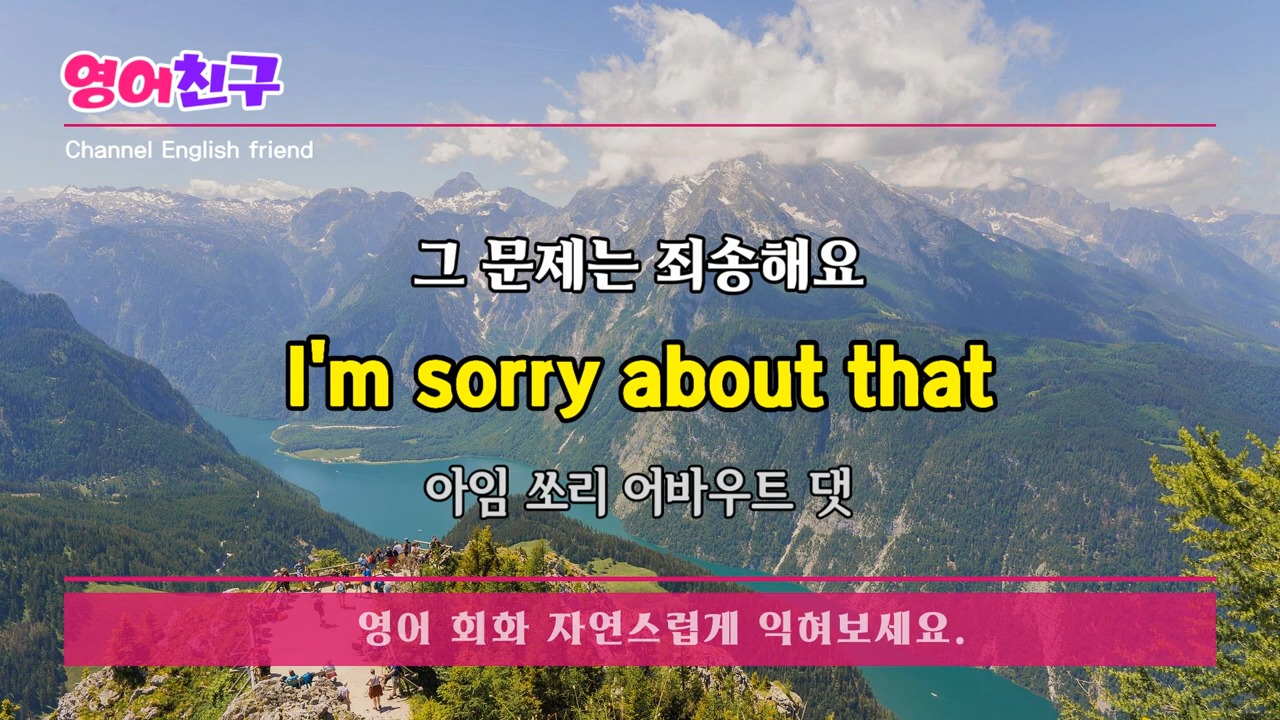 영어친구
Channel English friend
그 문제는 죄송해요
I'm sorry about that
아임 쏘리 어바우트 댓
영어 회화 자연스럽게 익혀보세요.